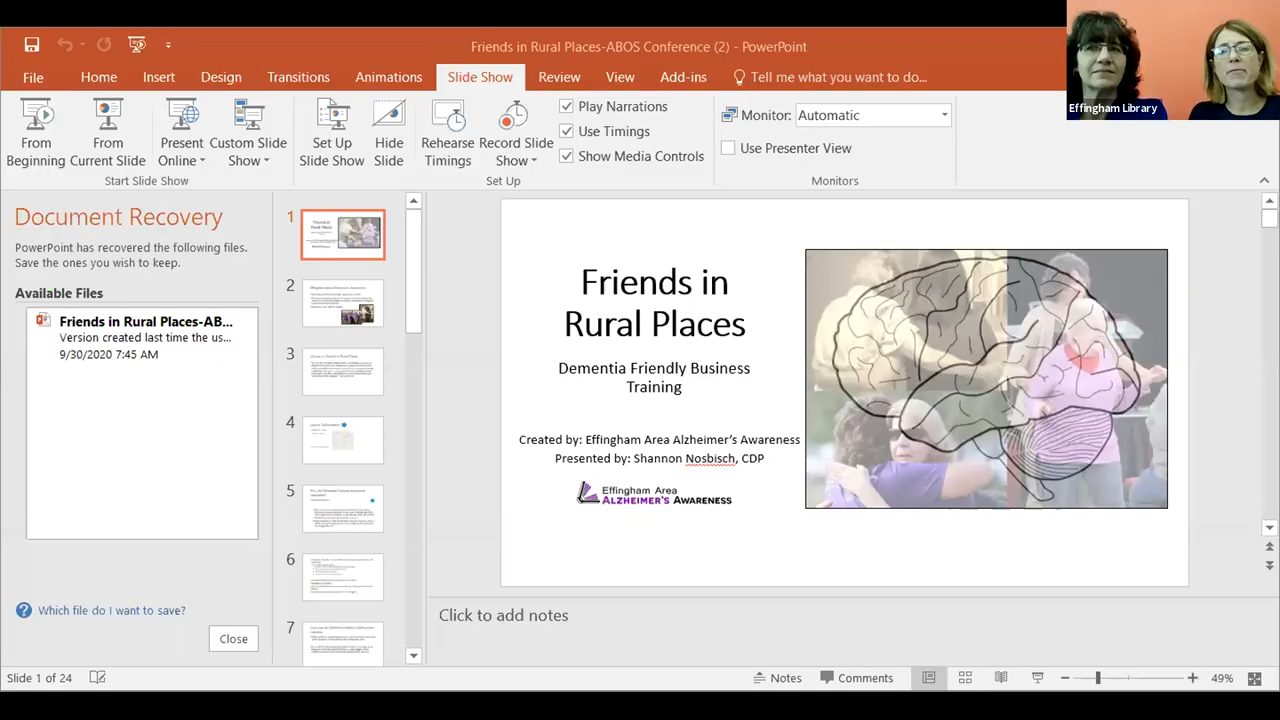 Friends in Rural Places-ABOS Conference (2) - PowerPoint
File
Home
Insert
Design
Transitions
Animations
Slide Show
Review
View
Add-ins
Tell me what you want to do...
Effingham Library
From Beginning
From Current Slide
Present Online
Custom Slide Show
Start Slide Show
Set Up Slide Show
Hide Slide
Rehearse Timings
Record Slide Show
Play Narrations
Use Timings
Show Media Controls
Set Up
Monitor: Automatic
Use Presenter View
Monitors
Document Recovery
PowerPoint has recovered the following files.
Save the ones you wish to keep.
Available Files
Friends in Rural Places-AB...
Version created last time the us...
9/30/2020 7:45 AM
Which file do I want to save?
Close
1
2
3
4
5
6
7
Friends in
Rural Places
Dementia Friendly Business
Training
Created by: Effingham Area Alzheimer's Awareness
Presented by: Shannon Nosbisch, CDP
Effingham Area
ALZHEIMER'S AWARENESS
Click to add notes
Slide 1 of 24
Notes
Comments
49%